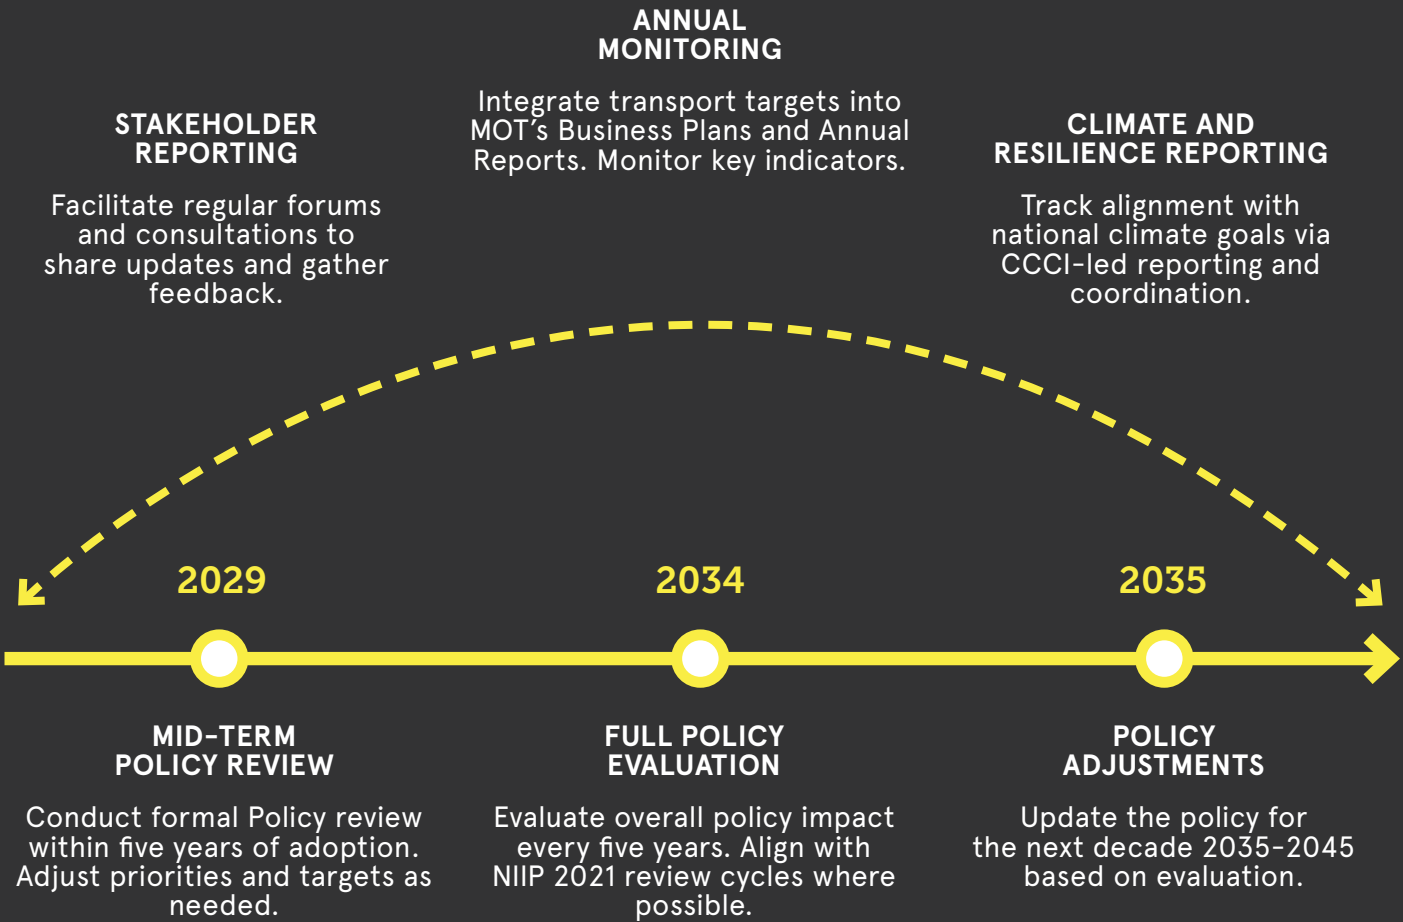 ANNUAL
MONITORING
Integrate transport targets into
MOT's Business Plans and Annual
Reports. Monitor key indicators.
STAKEHOLDER
REPORTING
Facilitate regular forums
and consultations to
share updates and gather
feedback.
CLIMATE AND
RESILIENCE REPORTING
Track alignment with
national climate goals via
CCCI-led reporting and
coordination.
2029
MID-TERM
POLICY REVIEW
Conduct formal Policy review
within five years of adoption.
Adjust priorities and targets as
needed.
2034
FULL POLICY
EVALUATION
Evaluate overall policy impact
every five years. Align with
NIIP 2021 review cycles where
possible.
2035
POLICY
ADJUSTMENTS
Update the policy for
the next decade 2035-2045
based on evaluation.